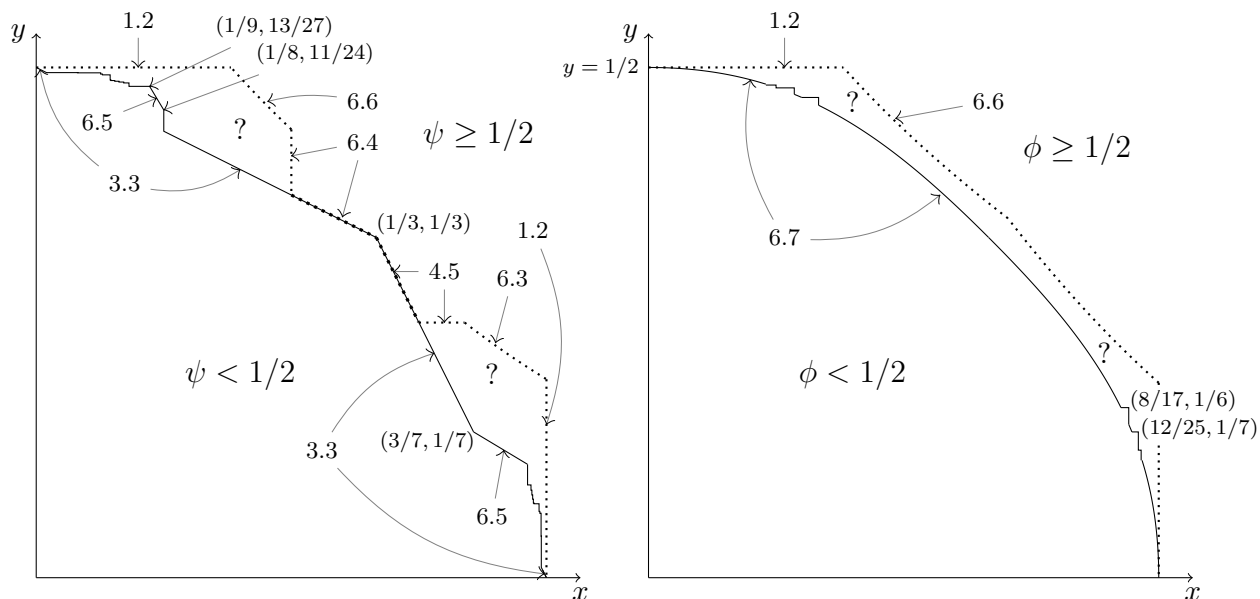 y
1.2
(1/9, 13/27)
(1/8, 11/24)
6.5
6.6
?
6.4
ψ ≥ 1/2
3.3
(1/3, 1/3)
1.2
4.5
6.3
ψ < 1/2
?
(3/7, 1/7)
3.3
6.5
x
y
1.2
y = 1/2
6.6
?
ϕ ≥ 1/2
6.7
ϕ < 1/2
?
(8/17, 1/6)
(12/25, 1/7)
x